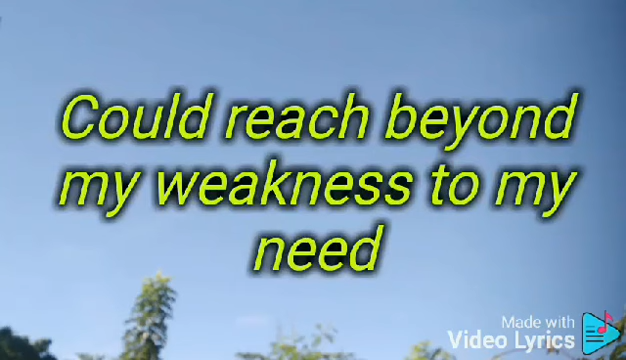 Could reach beyond
my weakness to my
need
Made with
Video Lyrics